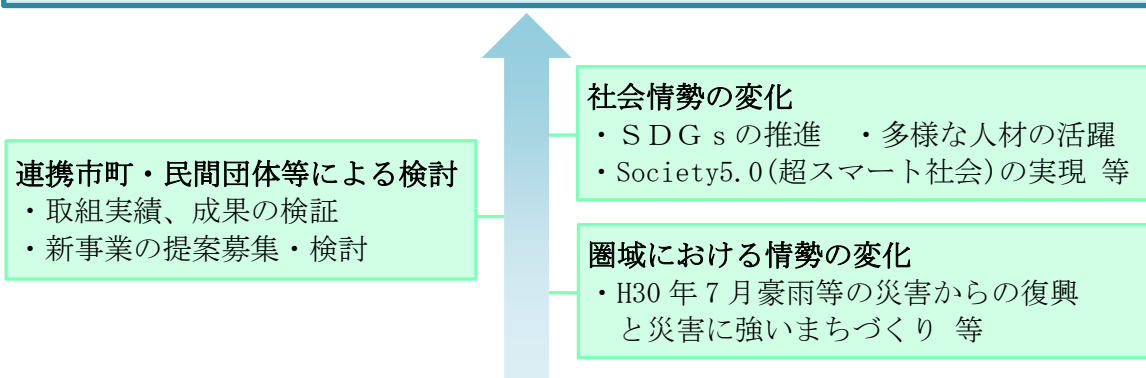 連携市町・民間団体等による検討
・取組実績、成果の検証
・新事業の提案募集・検討
社会情勢の変化
・ＳＤＧｓの推進　・多様な人材の活躍
・Society5.0(超スマート社会)の実現 等
圏域における情勢の変化
・H30 年７月豪雨等の災害からの復興
と災害に強いまちづくり 等